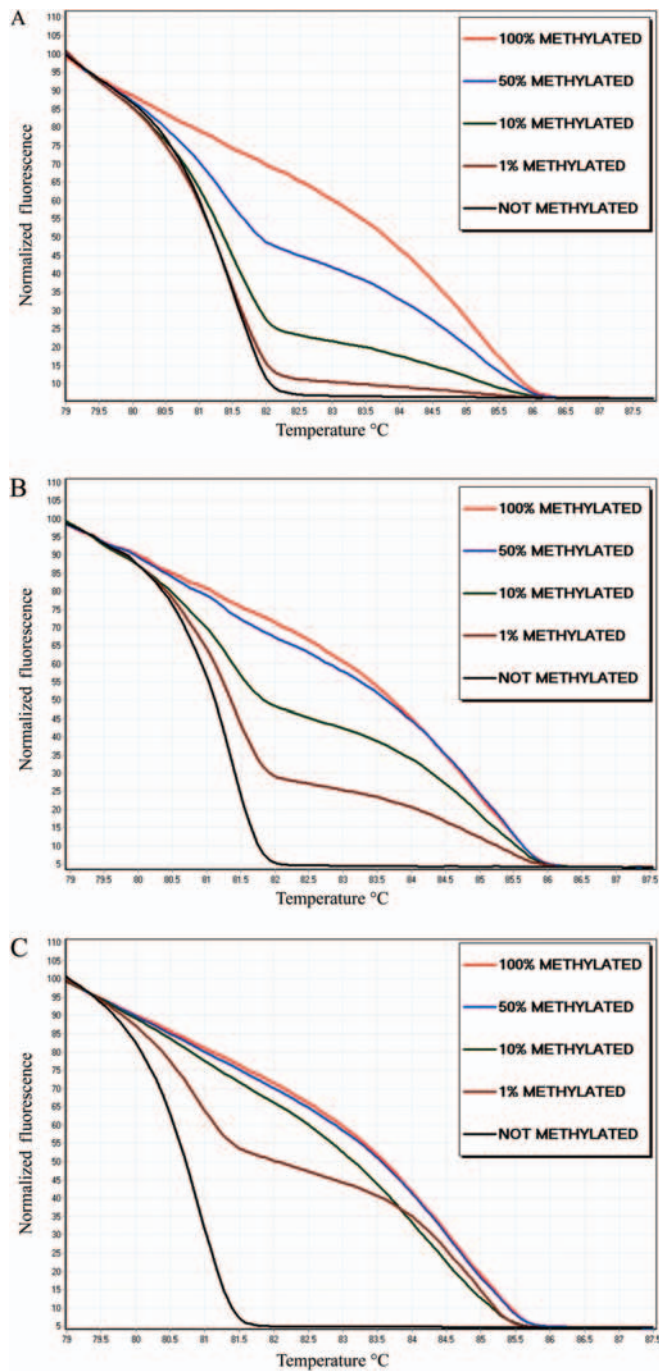 A
Normalized fluorescence
110
105
100
95
90
85
80
75
70
65
60
55
50
45
40
35
30
25
20
15
10
100% METHYLATED
50% METHYLATED
10% METHYLATED
1% METHYLATED
NOT METHYLATED
79 79.5 80 80.5 81 81.5 82 82.5 83 83.5 84 84.5 85 85.5 86 86.5 87 87.5
Temperature °C
B
Normalized fluorescence
110
105
100
95
90
85
80
75
70
65
60
55
50
45
40
35
30
25
20
15
10
5
100% METHYLATED
50% METHYLATED
10% METHYLATED
1% METHYLATED
NOT METHYLATED
79 79.5 80 80.5 81 81.5 82 82.5 83 83.5 84 84.5 85 85.5 86 86.5 87 87.5
Temperature °C
C
Normalized fluorescence
110
105
100
95
90
85
80
75
70
65
60
55
50
45
40
35
30
25
20
15
10
5
100% METHYLATED
50% METHYLATED
10% METHYLATED
1% METHYLATED
NOT METHYLATED
79 79.5 80 80.5 81 81.5 82 82.5 83 83.5 84 84.5 85 85.5 86 86.5 87 87.5
Temperature °C